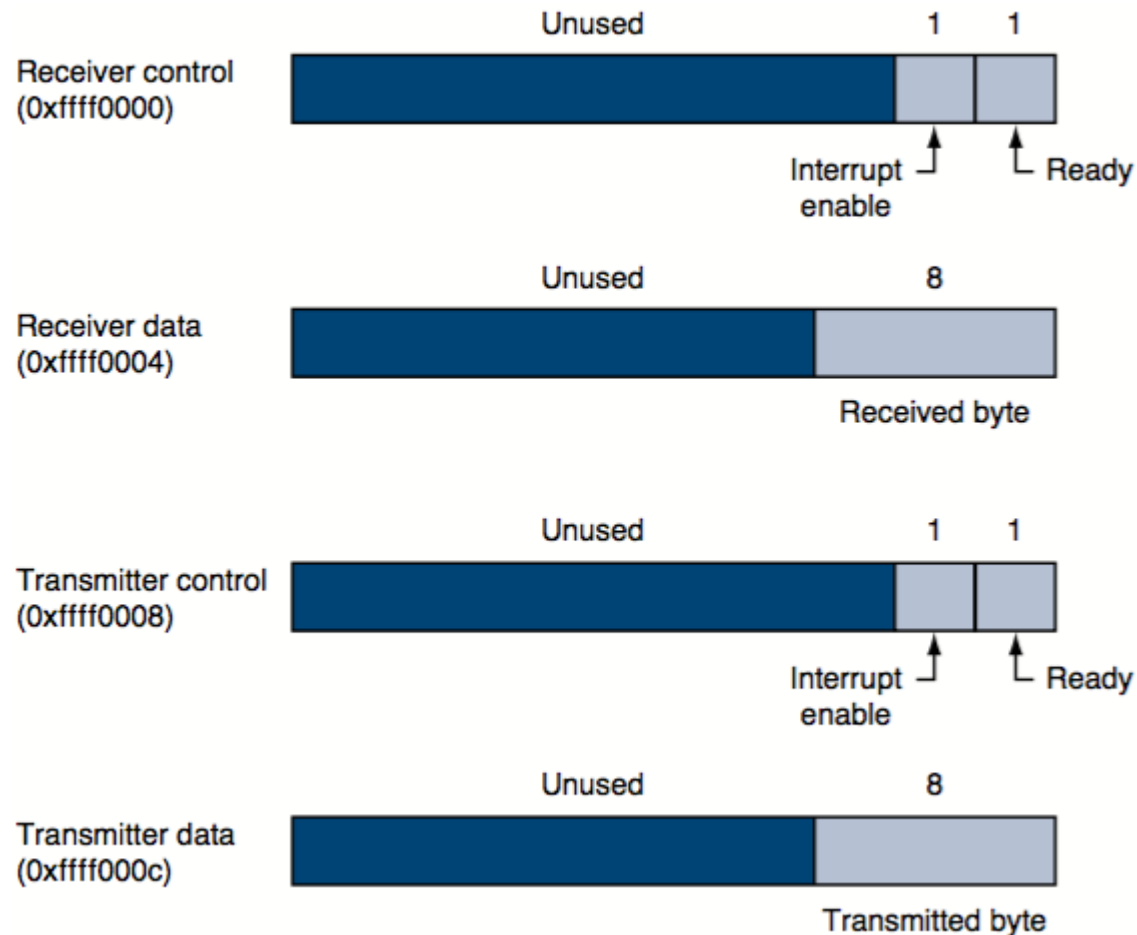 Unused 1 1
Receiver control
(0xffff0000)
Interrupt enable
Ready
Unused 8
Receiver data
(0xffff0004)
Received byte
Unused 1 1
Transmitter control
(0xffff0008)
Interrupt enable
Ready
Unused 8
Transmitter data
(0xffff000c)
Transmitted byte